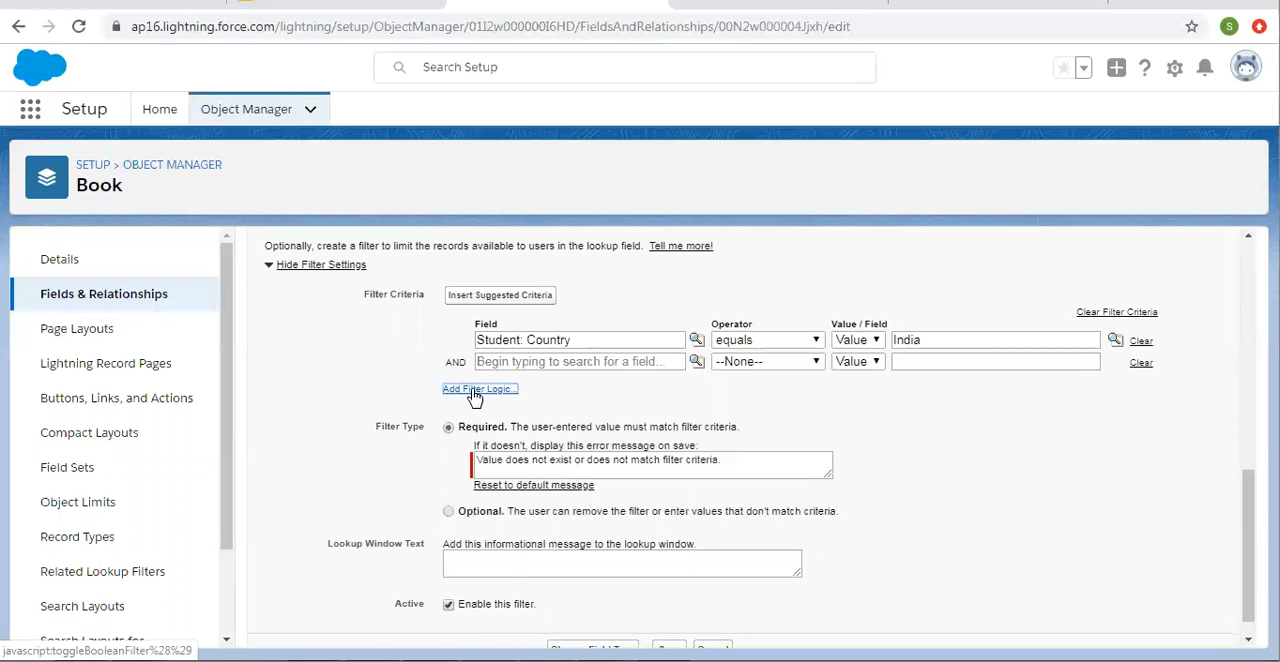 ap16.lightning.force.com/lightning/setup/ObjectManager/01I2w000000I6HD/FieldsAndRelationships/00N2w000004Jjxh/edit
S
Search Setup
Setup
Home
Object Manager
SETUP > OBJECT MANAGER
Book
Details
Fields & Relationships
Page Layouts
Lightning Record Pages
Buttons, Links, and Actions
Compact Layouts
Field Sets
Object Limits
Record Types
Related Lookup Filters
Search Layouts
Optionally, create a filter to limit the records available to users in the lookup field. Tell me more!
Hide Filter Settings
Filter Criteria
Insert Suggested Criteria
Clear Filter Criteria
Field Operator Value / Field
Student: Country equals Value India Clear
AND Begin typing to search for a field... --None-- Value Clear
Add Filter Logic...
Filter Type
Required. The user-entered value must match filter criteria.
If it doesn't, display this error message on save:
Value does not exist or does not match filter criteria.
Reset to default message
Optional. The user can remove the filter or enter values that don't match criteria.
Lookup Window Text
Add this informational message to the lookup window.
Active
Enable this filter.
javascript:toggleBooleanFilter%28%29